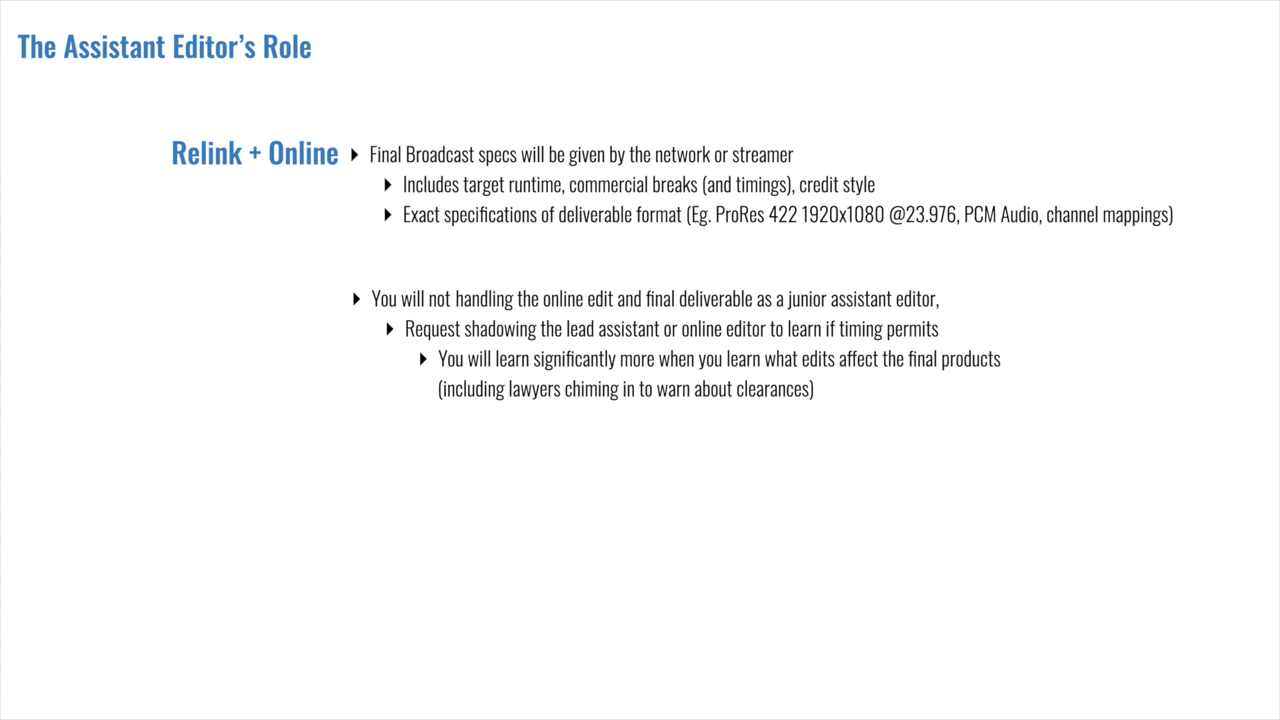 The Assistant Editor's Role
Relink + Online
Final Broadcast specs will be given by the network or streamer
Includes target runtime, commercial breaks (and timings), credit style
Exact specifications of deliverable format (Eg. ProRes 422 1920x1080 @23.976, PCM Audio, channel mappings)
You will not handling the online edit and final deliverable as a junior assistant editor,
Request shadowing the lead assistant or online editor to learn if timing permits
You will learn significantly more when you learn what edits affect the final products
(including lawyers chiming in to warn about clearances)